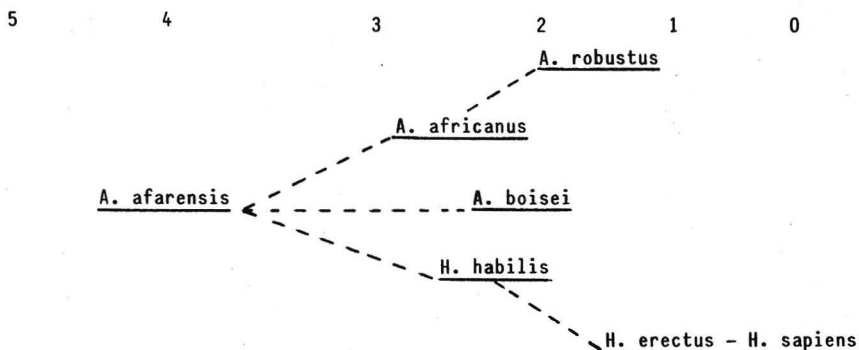 5 4 3 2 1 0
A. robustus
A. africanus
A. afarensis
A. boisei
H. habilis
H. erectus - H. sapiens